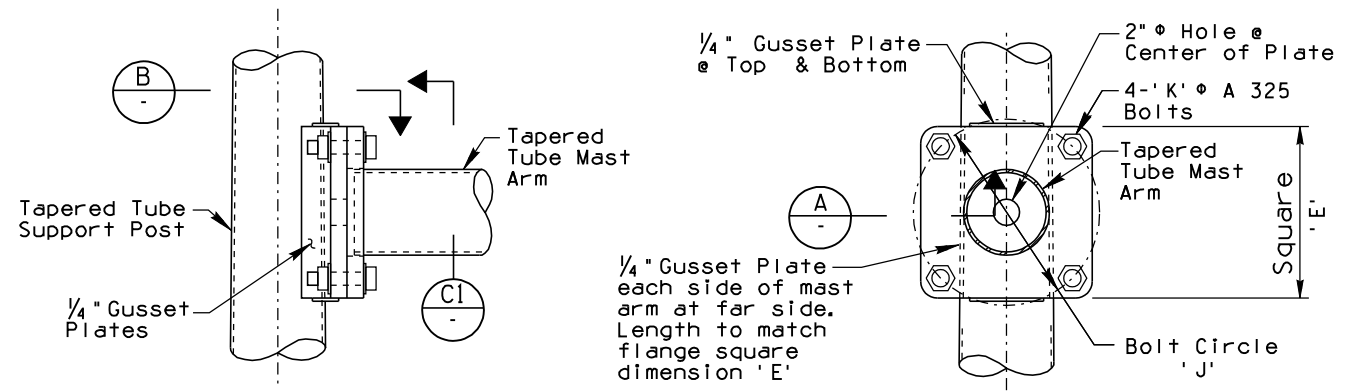 B
-
Tapered
Tube Mast
Arm
Tapered Tube
Support Post
1/4" Gusset
Plates
C1
-
1/4" Gusset Plate
@ Top & Bottom
2" Φ Hole @
Center of Plate
4-'K' Φ A 325
Bolts
Tapered
Tube Mast
Arm
A
-
Square
'E'
1/4" Gusset Plate
each side of mast
arm at far side.
Length to match
flange square
dimension 'E'
Bolt Circle
'J'